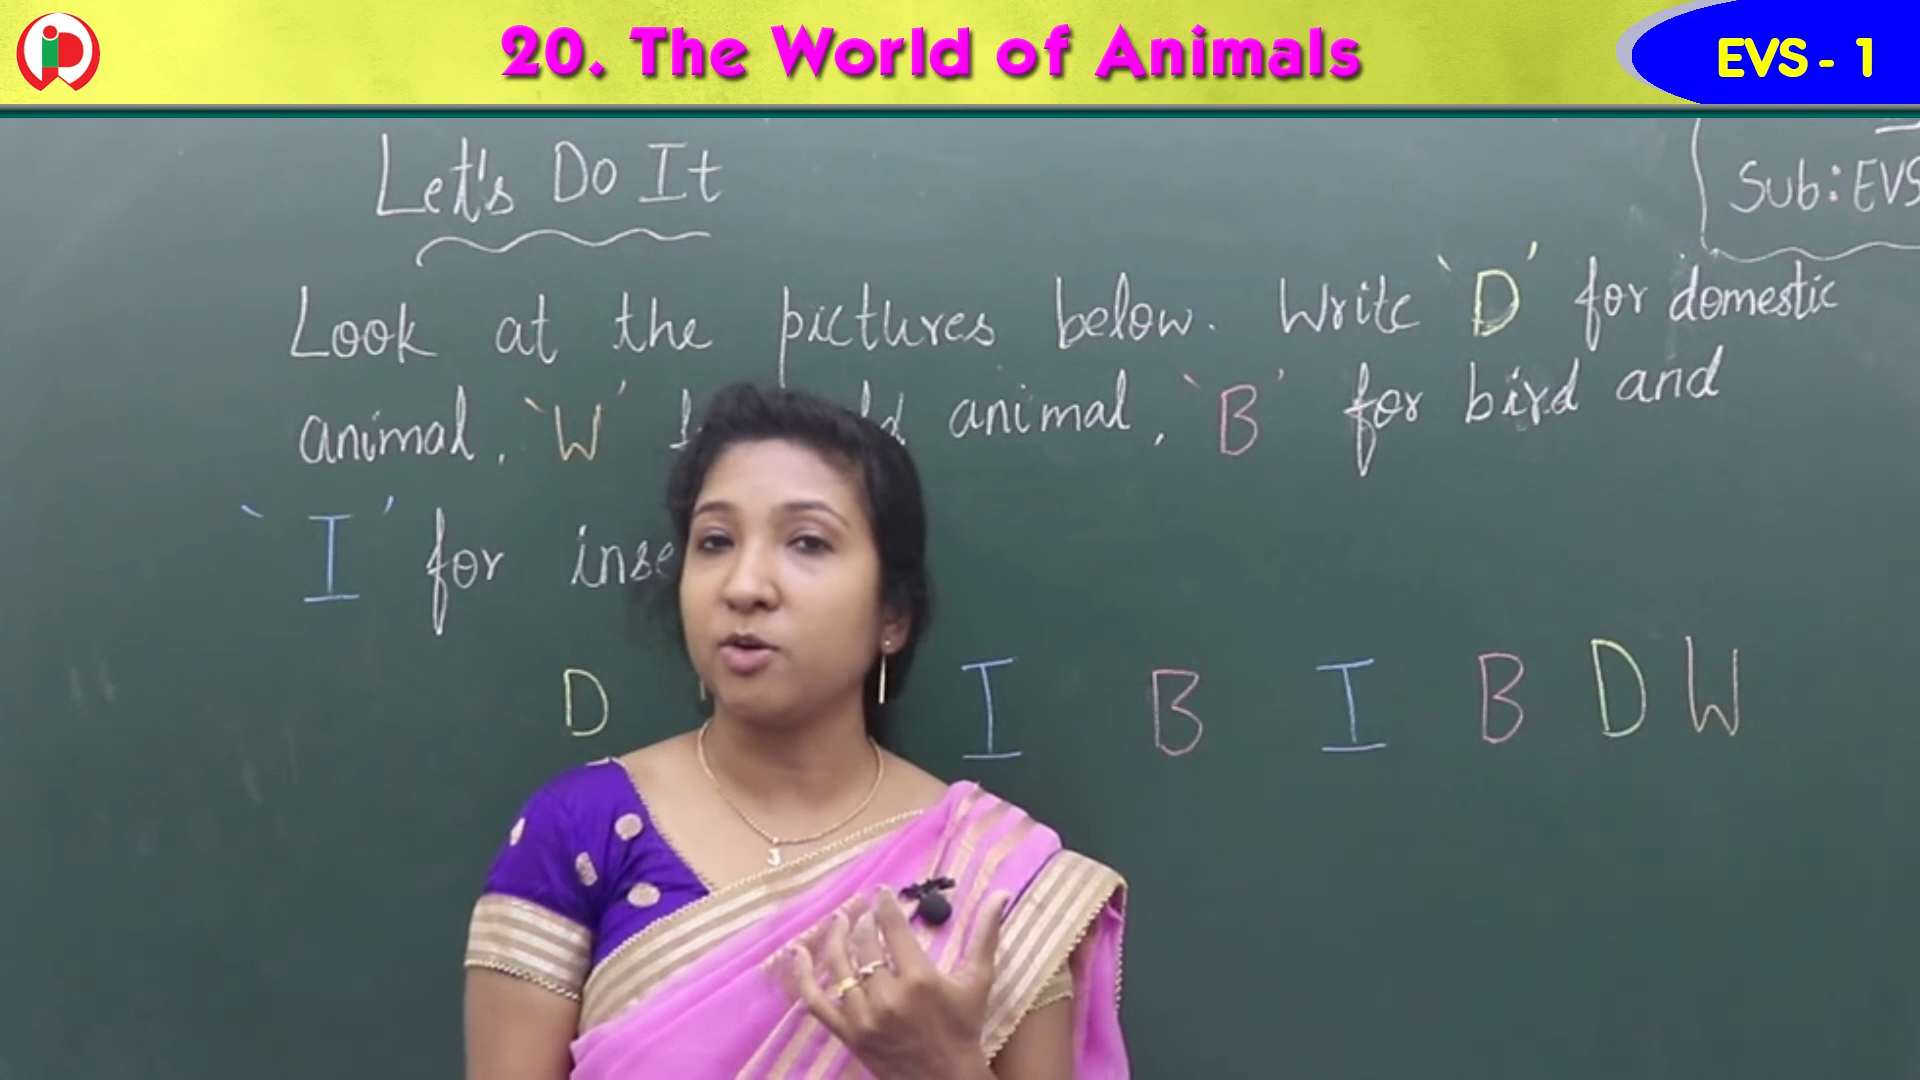 20. The World of Animals
EVS - 1
Let's Do It
Sub: EVS
Look at the pictures below. Write 'D' for domestic
animal, 'W' animal, 'B' for bird and
'I' for
D I B I B D W